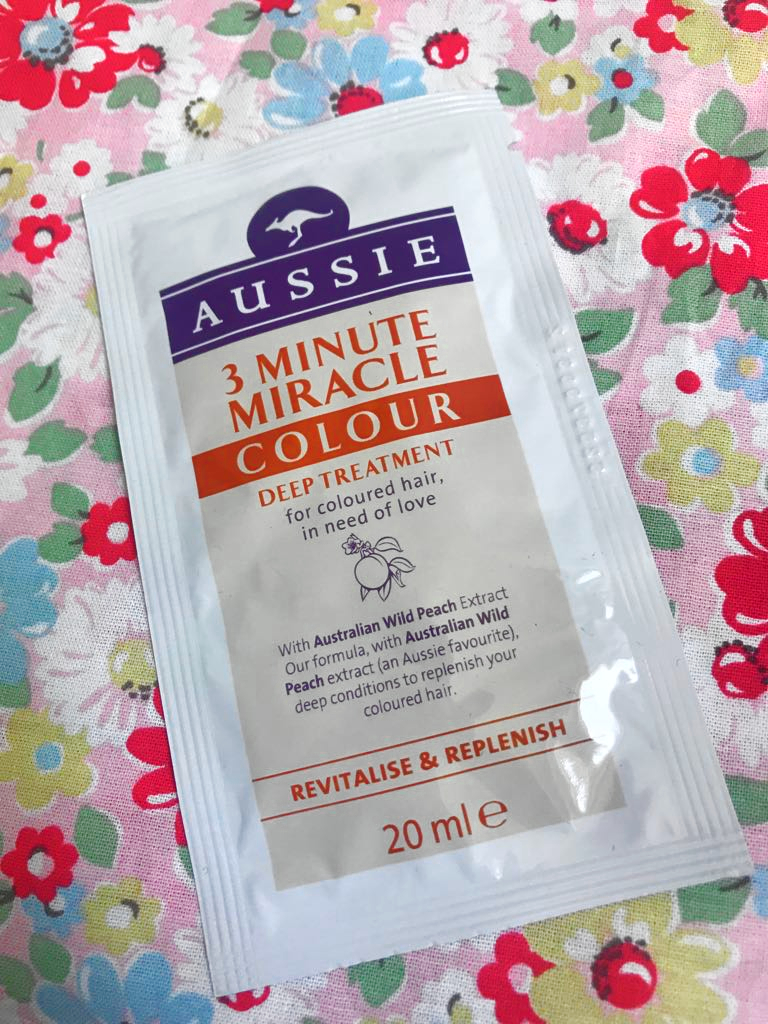 AUSSIE
3 MINUTE
MIRACLE
COLOUR
DEEP TREATMENT
for coloured hair,
in need of love
With Australian Wild Peach Extract
Our formula, with Australian Wild
Peach extract (an Aussie favourite),
deep conditions to replenish your
coloured hair.
REVITALISE & REPLENISH
20 ml ℮